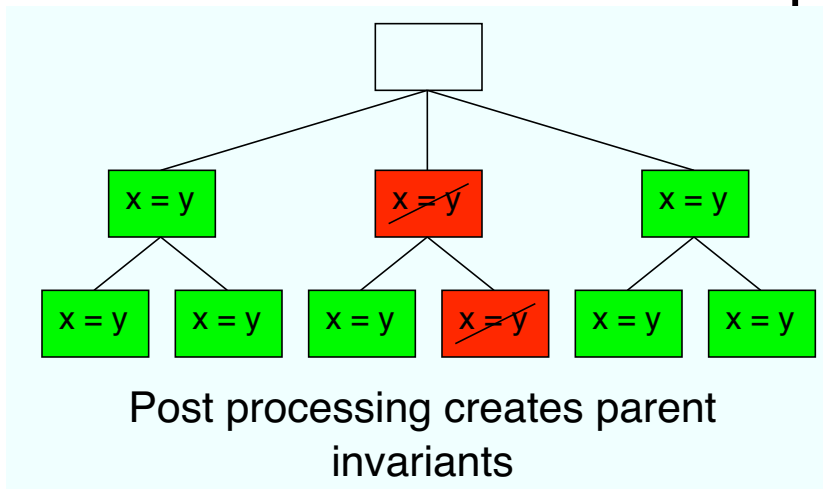 x = y x = y x = y
x = y x = y x = y x = y x = y x = y
Post processing creates parent
invariants